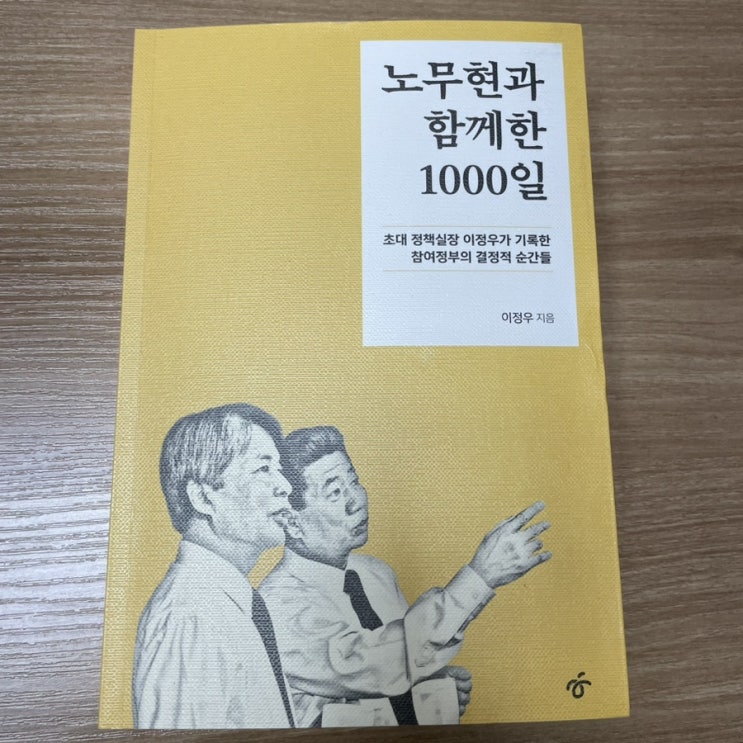 노무현과
함께한
1000일
초대 정책실장 이정우가 기록한
참여정부의 결정적 순간들
이정우 지음